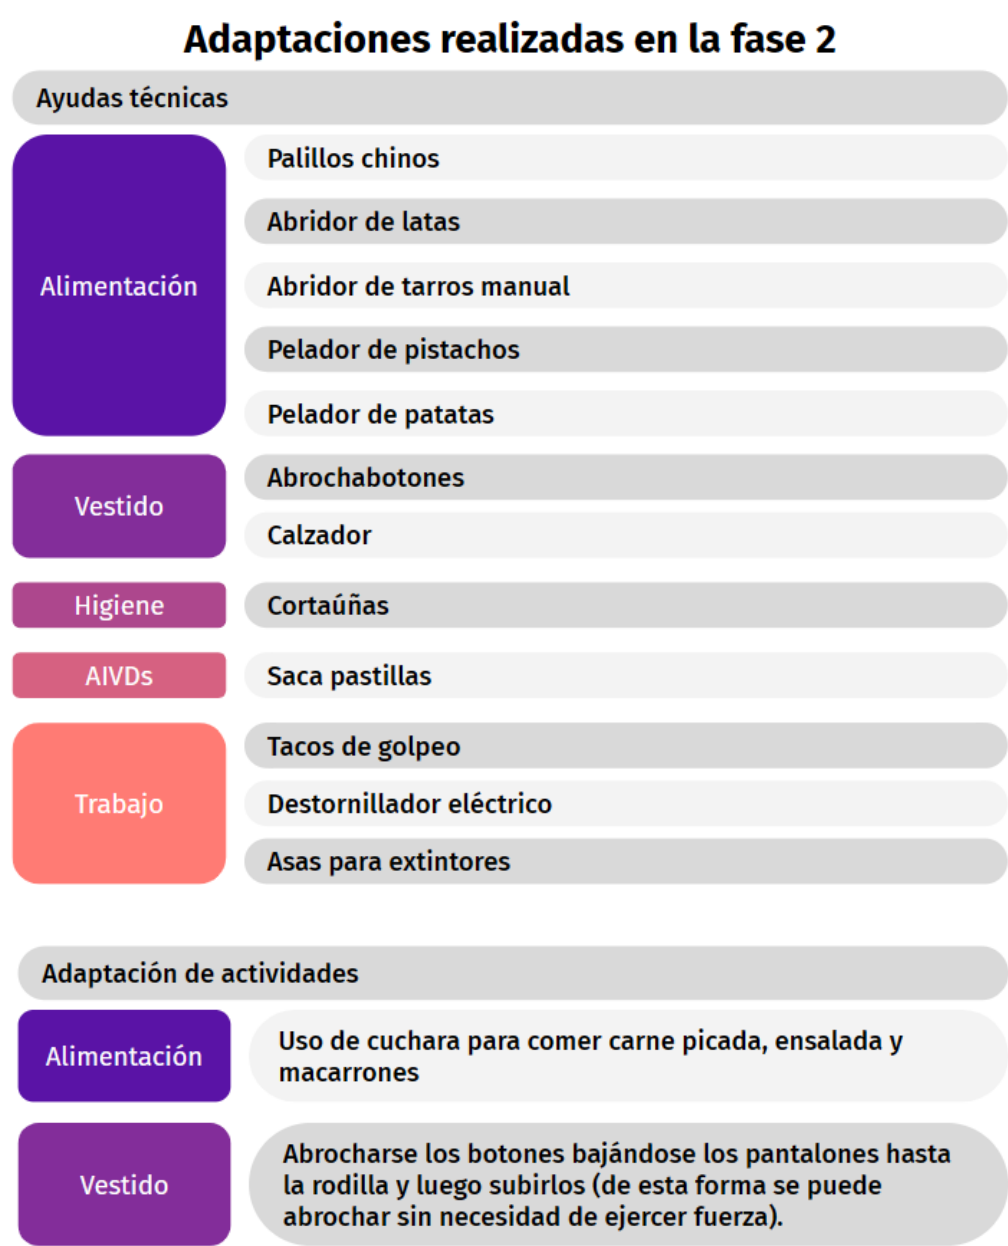 Adaptaciones realizadas en la fase 2
Ayudas técnicas
Alimentación
Palillos chinos
Abridor de latas
Abridor de tarros manual
Pelador de pistachos
Pelador de patatas
Vestido
Abrochabotones
Calzador
Higiene
Cortaúñas
AIVDs
Saca pastillas
Trabajo
Tacos de golpeo
Destornillador eléctrico
Asas para extintores
Adaptación de actividades
Alimentación
Uso de cuchara para comer carne picada, ensalada y
macarrones
Vestido
Abrocharse los botones bajándose los pantalones hasta
la rodilla y luego subirlos (de esta forma se puede
abrochar sin necesidad de ejercer fuerza).